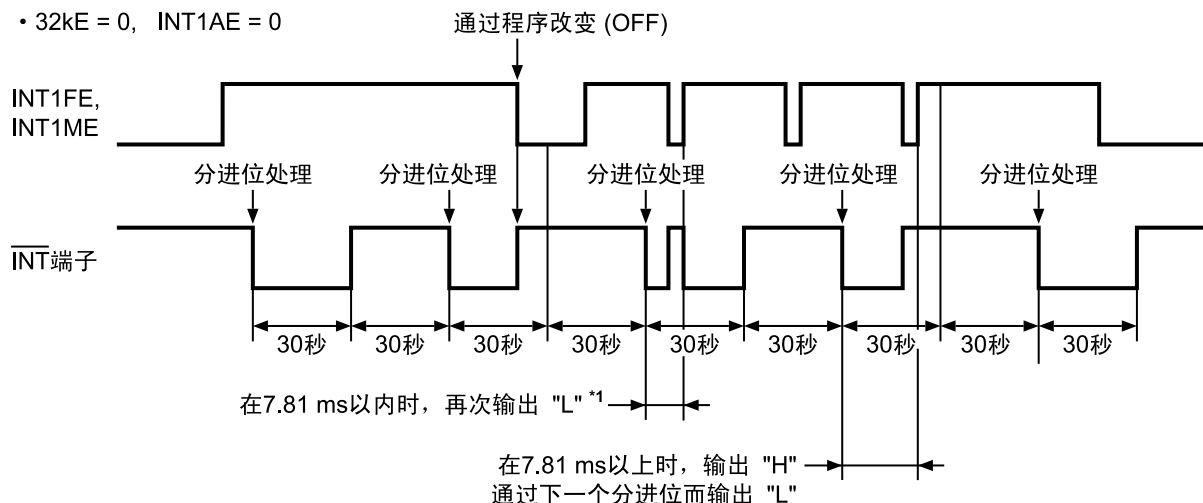 • 32kE = 0, INT1AE = 0
通过程序改变 (OFF)
INT1FE,
INT1ME
分进位处理 分进位处理 分进位处理 分进位处理 分进位处理
INT端子
30秒 30秒 30秒 30秒 30秒 30秒 30秒 30秒 30秒
在7.81 ms以内时，再次输出 "L" *1
在7.81 ms以上时，输出 "H"
通过下一个分进位而输出 "L"